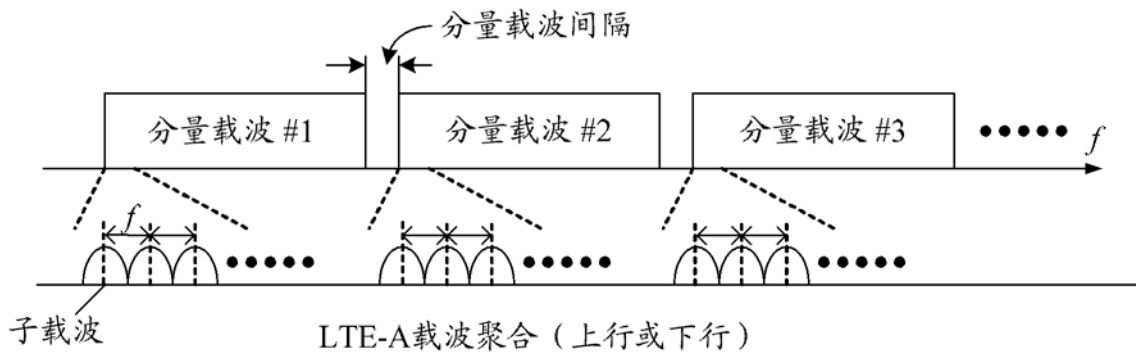 分量载波间隔
分量载波 #1
分量载波 #2
分量载波 #3
f
f
子载波
LTE-A载波聚合（上行或下行）